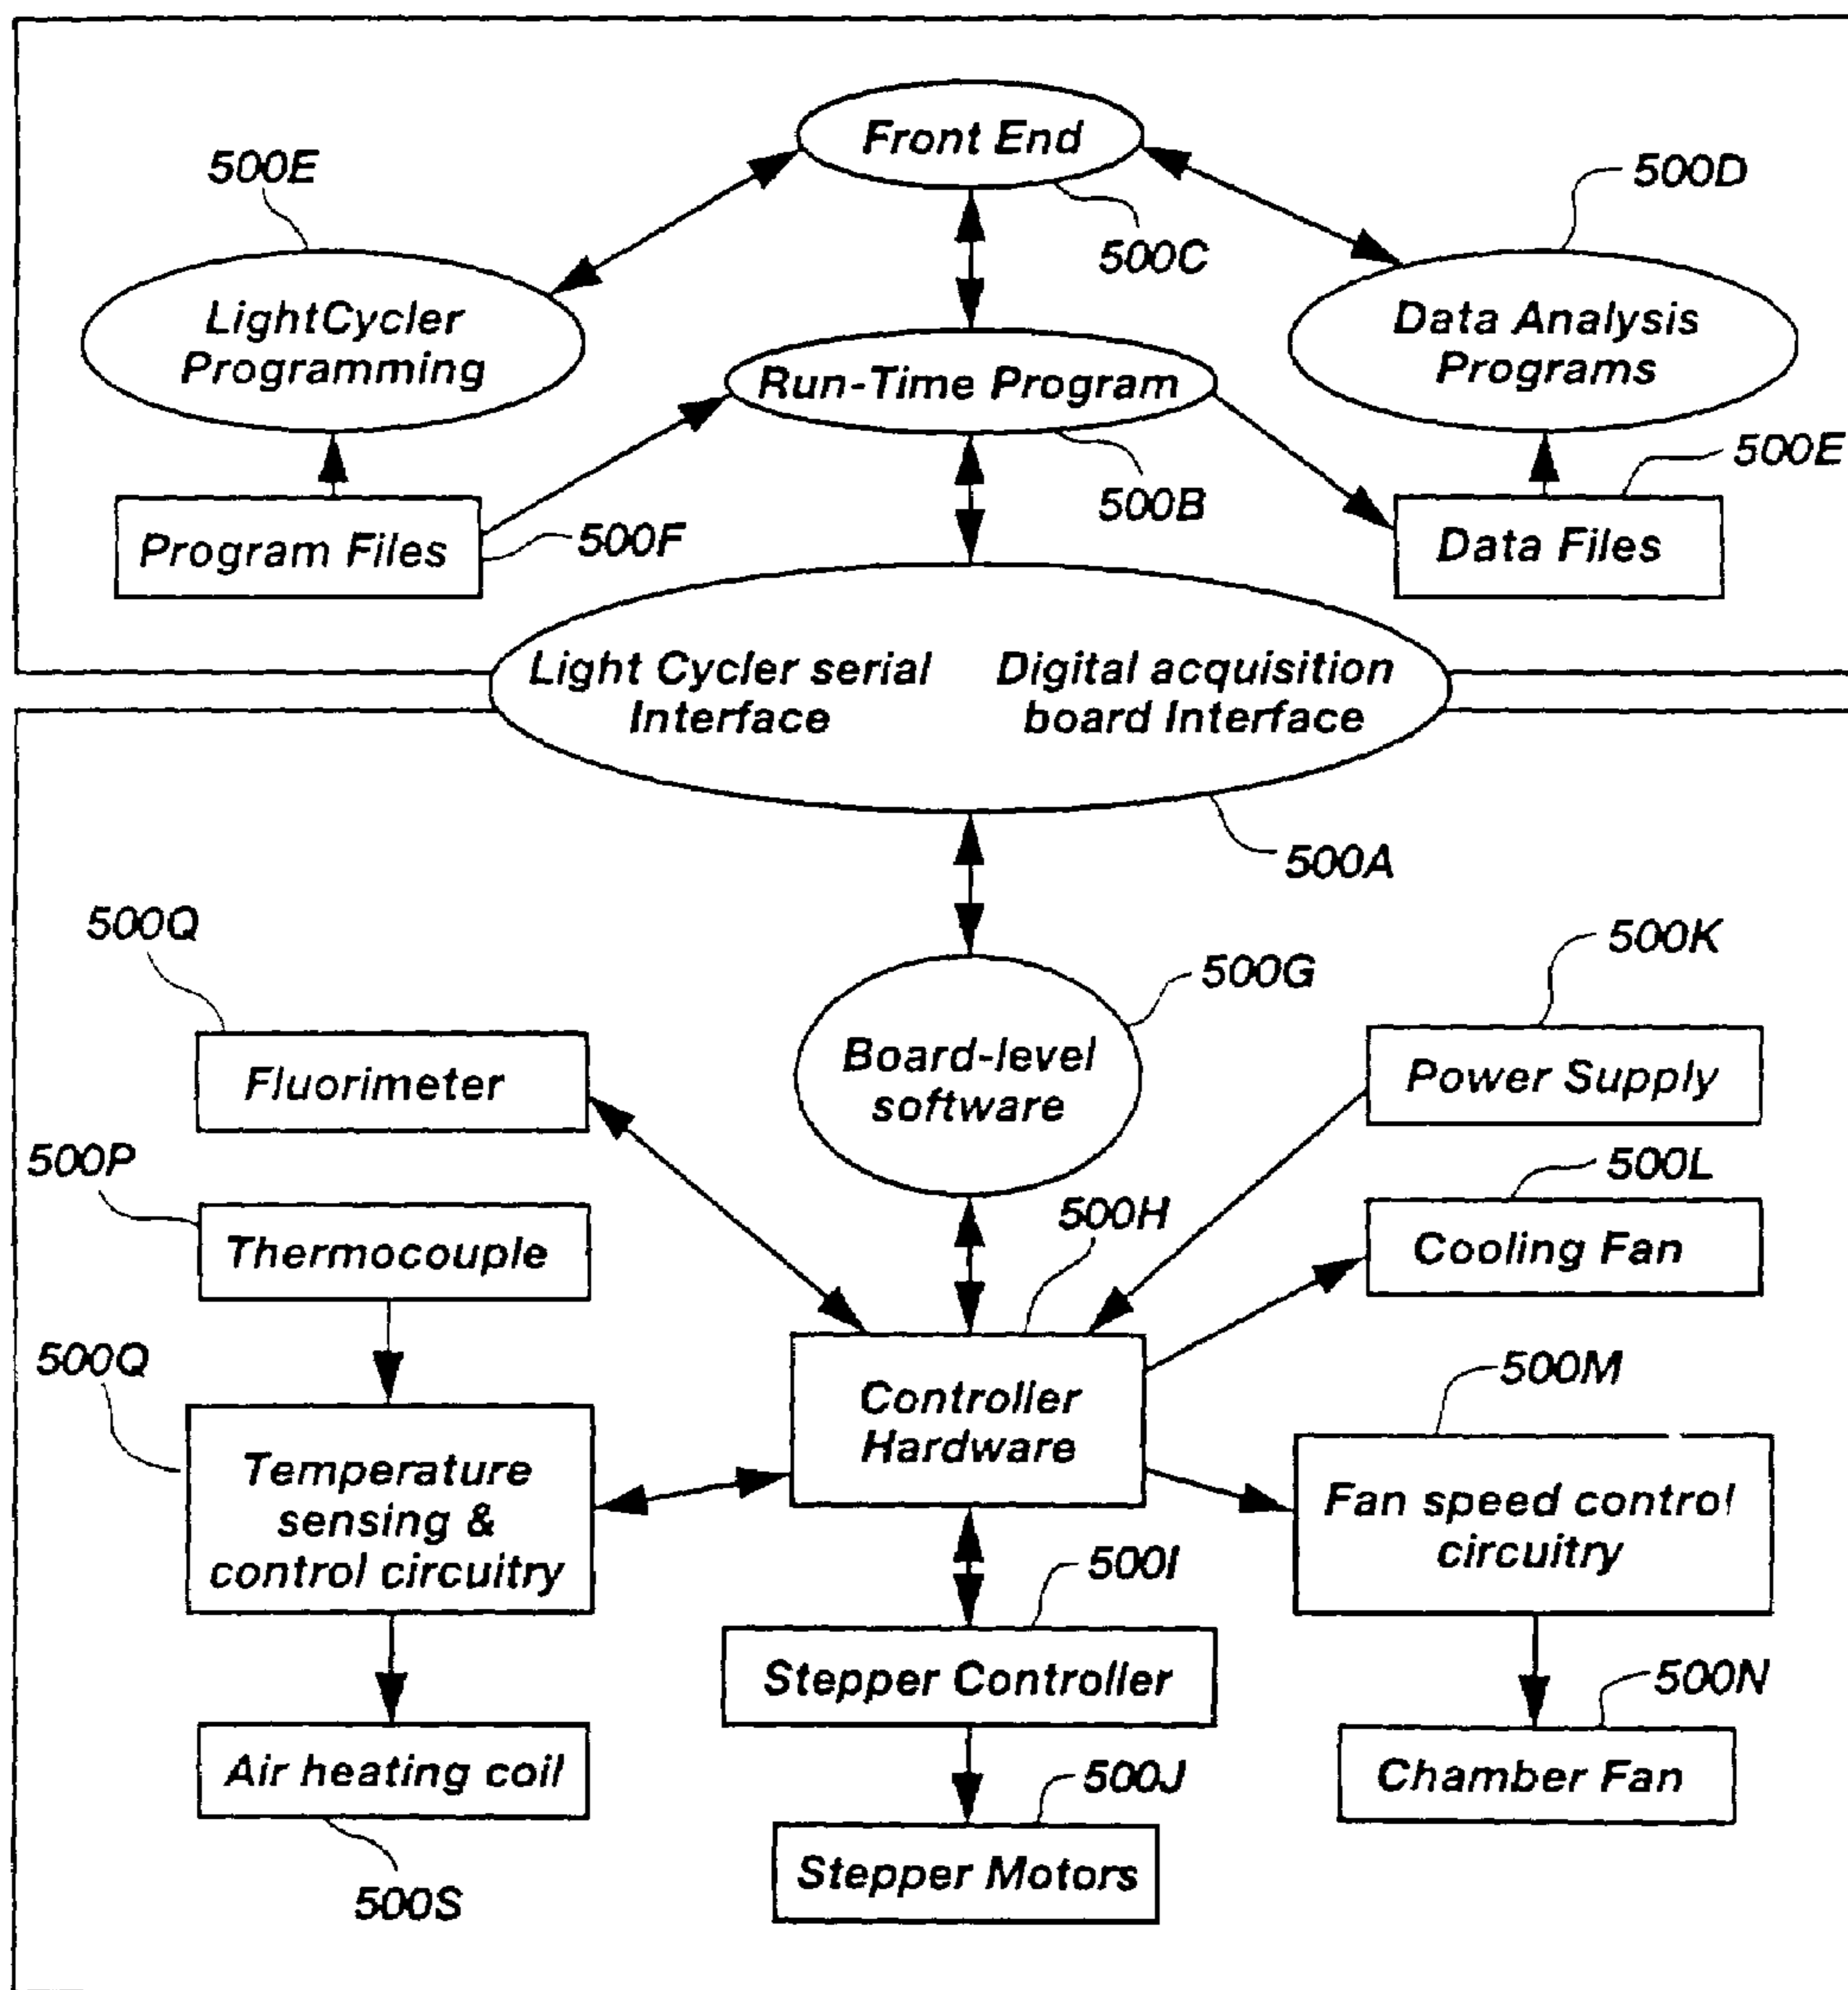 Front End
500E
500D
500C
LightCycler
Programming
Data Analysis
Programs
Run-Time Program
500E
500B
Program Files
500F
Data Files
Light Cycler serial
Interface
Digital acquisition
board Interface
500A
500Q
500K
500G
Fluorimeter
Board-level
software
Power Supply
500P
500L
500H
Thermocouple
Cooling Fan
500Q
500M
Controller
Hardware
Temperature
sensing &
control circuitry
Fan speed control
circuitry
500I
Stepper Controller
500N
Air heating coil
Chamber Fan
500J
Stepper Motors
500S